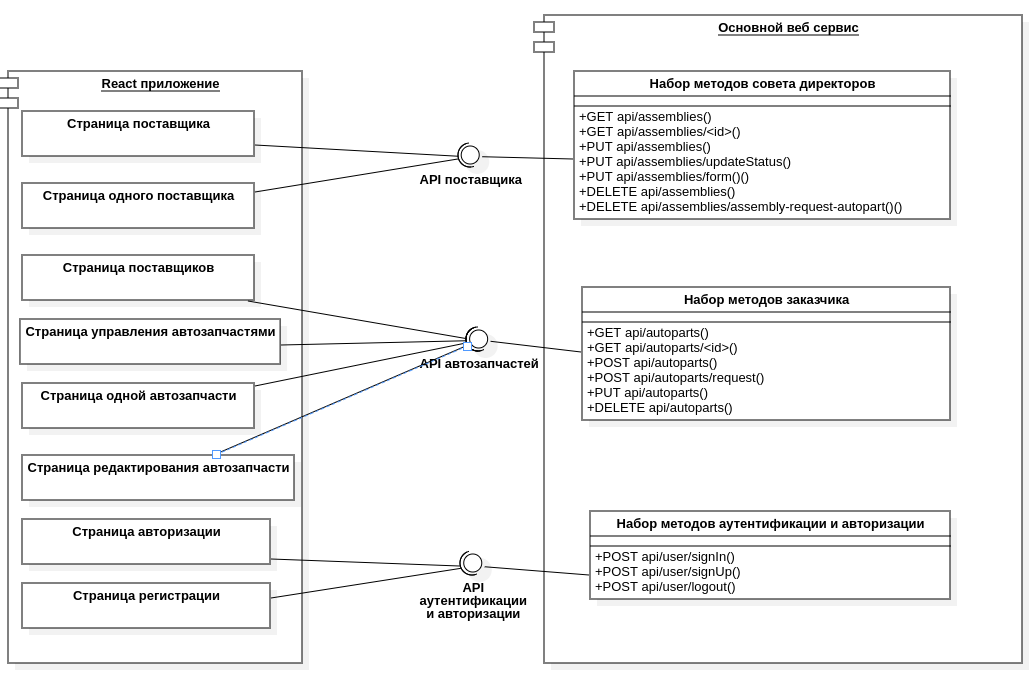 React приложение
Страница поставщика
Страница одного поставщика
Страница поставщиков
Страница управления автозапчастями
Страница одной автозапчасти
Страница редактирования автозапчасти
Страница авторизации
Страница регистрации
API поставщика
API автозапчастей
API
аутентификации
и авторизации
Основной веб сервис
Набор методов совета директоров
+GET api/assemblies()
+GET api/assemblies/<id>()
+PUT api/assemblies()
+PUT api/assemblies/updateStatus()
+PUT api/assemblies/form()()
+DELETE api/assemblies()
+DELETE api/assemblies/assembly-request-autopart()()
Набор методов заказчика
+GET api/autoparts()
+GET api/autoparts/<id>()
+POST api/autoparts()
+POST api/autoparts/request()
+PUT api/autoparts()
+DELETE api/autoparts()
Набор методов аутентификации и авторизации
+POST api/user/signIn()
+POST api/user/signUp()
+POST api/user/logout()